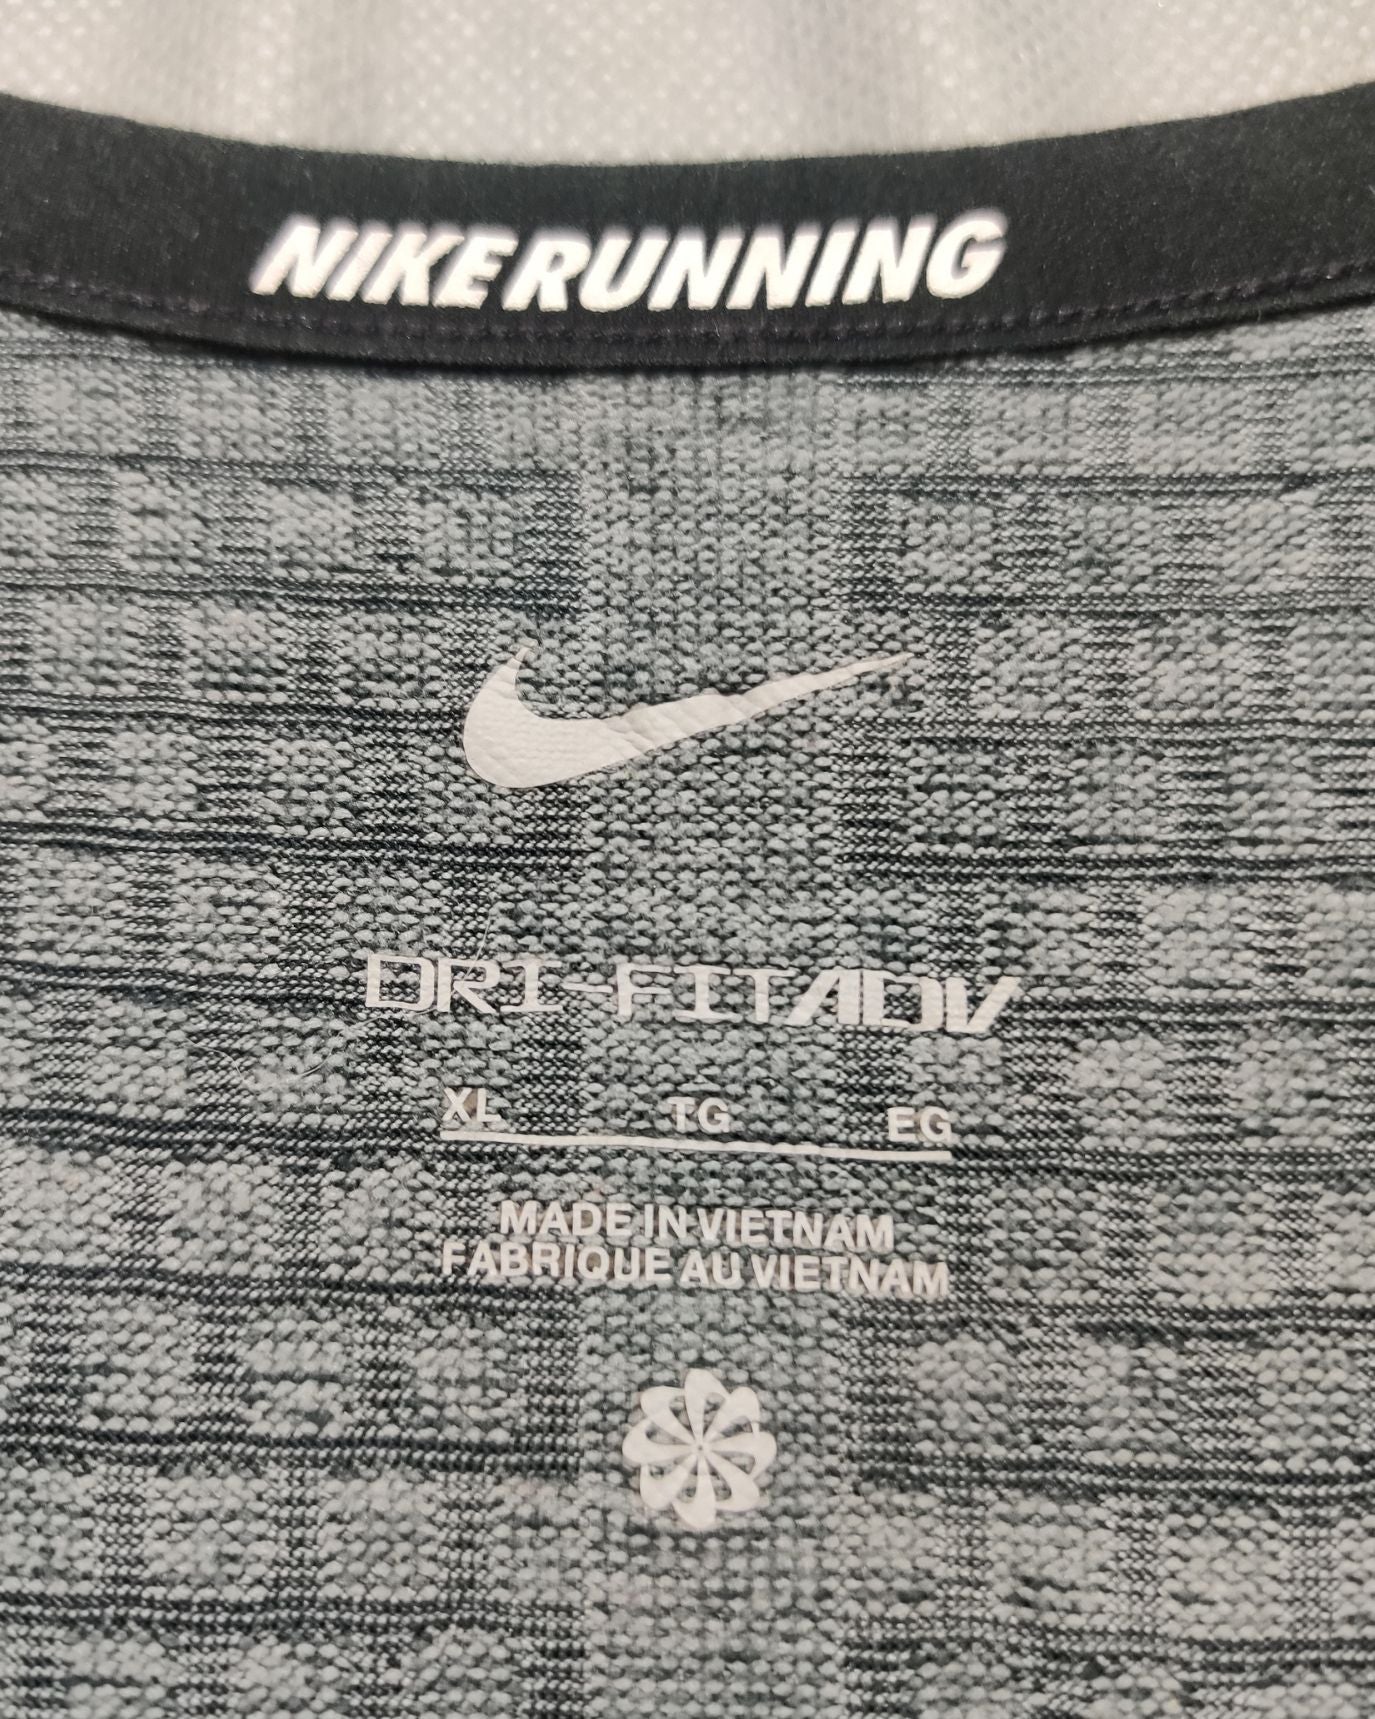 NIKE RUNNING
DRI-FIT ADV
XL TG EG
MADE IN VIETNAM
FABRIQUE AU VIETNAM